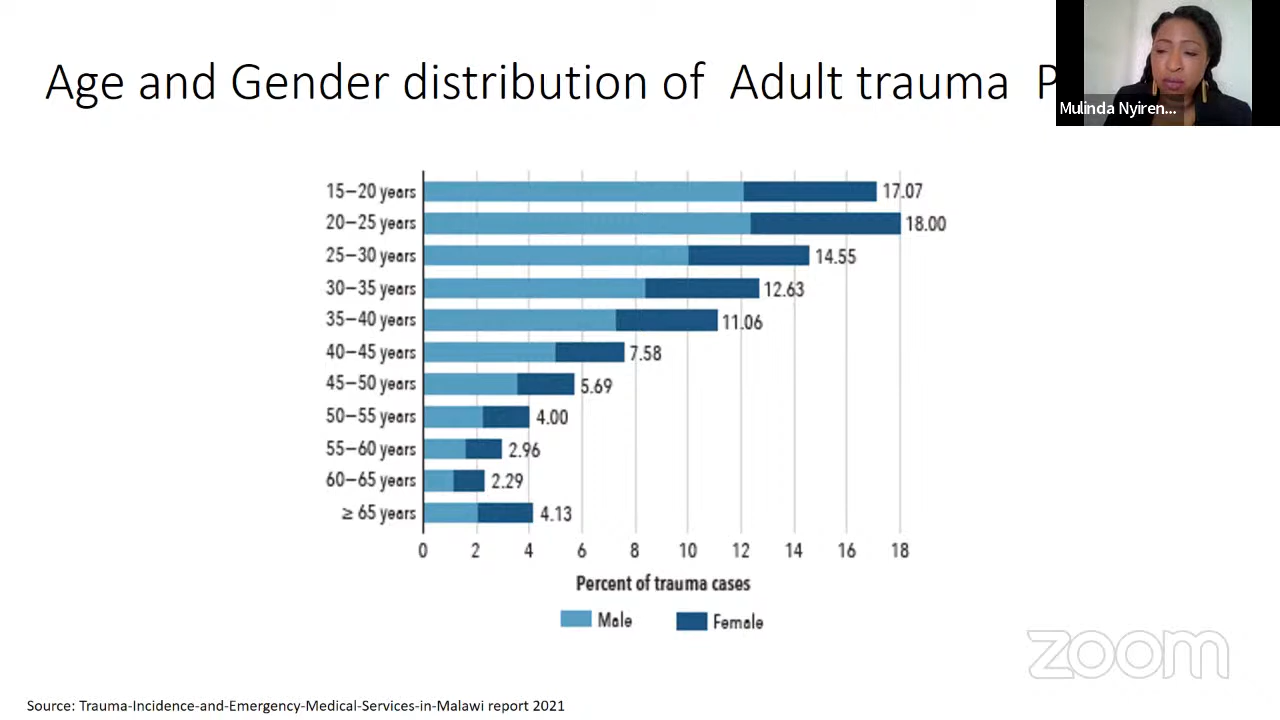 Age and Gender distribution of Adult trauma P
Mulinda Nyiren...
15–20 years 17.07
20–25 years 18.00
25–30 years 14.55
30–35 years 12.63
35–40 years 11.06
40–45 years 7.58
45–50 years 5.69
50–55 years 4.00
55–60 years 2.96
60–65 years 2.29
≥ 65 years 4.13
0 2 4 6 8 10 12 14 16 18
Percent of trauma cases
Male Female
zoom
Source: Trauma-Incidence-and-Emergency-Medical-Services-in-Malawi report 2021